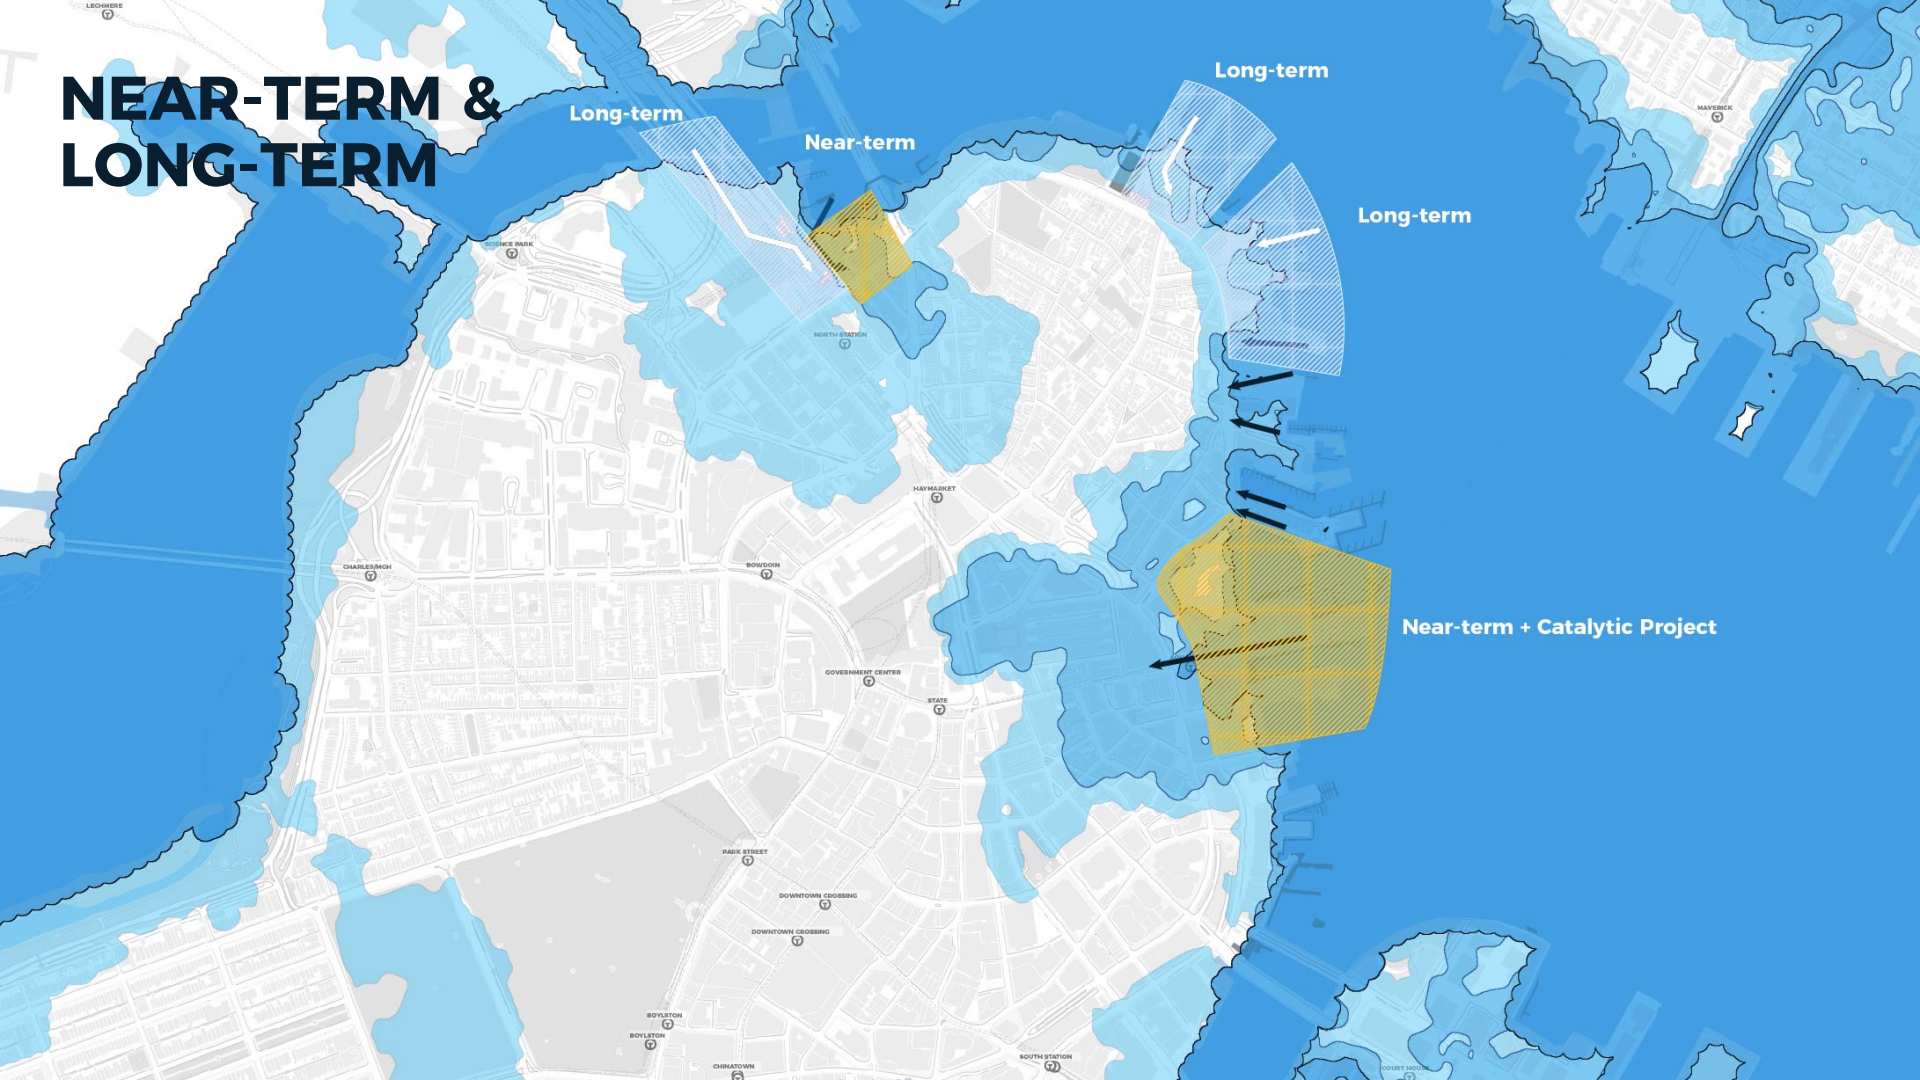 LECHMERE
NEAR-TERM &
LONG-TERM
Long-term
Long-term
Near-term
MAVERICK
Long-term
SCIENCE PARK
NORTH STATION
HAYMARKET
CHARLES/MGH
BOWDOIN
Near-term + Catalytic Project
GOVERNMENT CENTER
STATE
PARK STREET
DOWNTOWN CROSSING
DOWNTOWN CROSSING
BOYLSTON
BOYLSTON
SOUTH STATION
CHINATOWN
COURT HOUSE